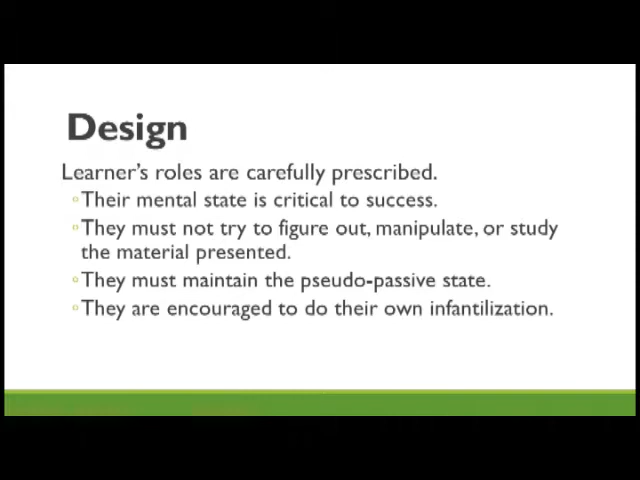 Design
Learner's roles are carefully prescribed.
◦Their mental state is critical to success.
◦They must not try to figure out, manipulate, or study
the material presented.
◦They must maintain the pseudo-passive state.
◦They are encouraged to do their own infantilization.